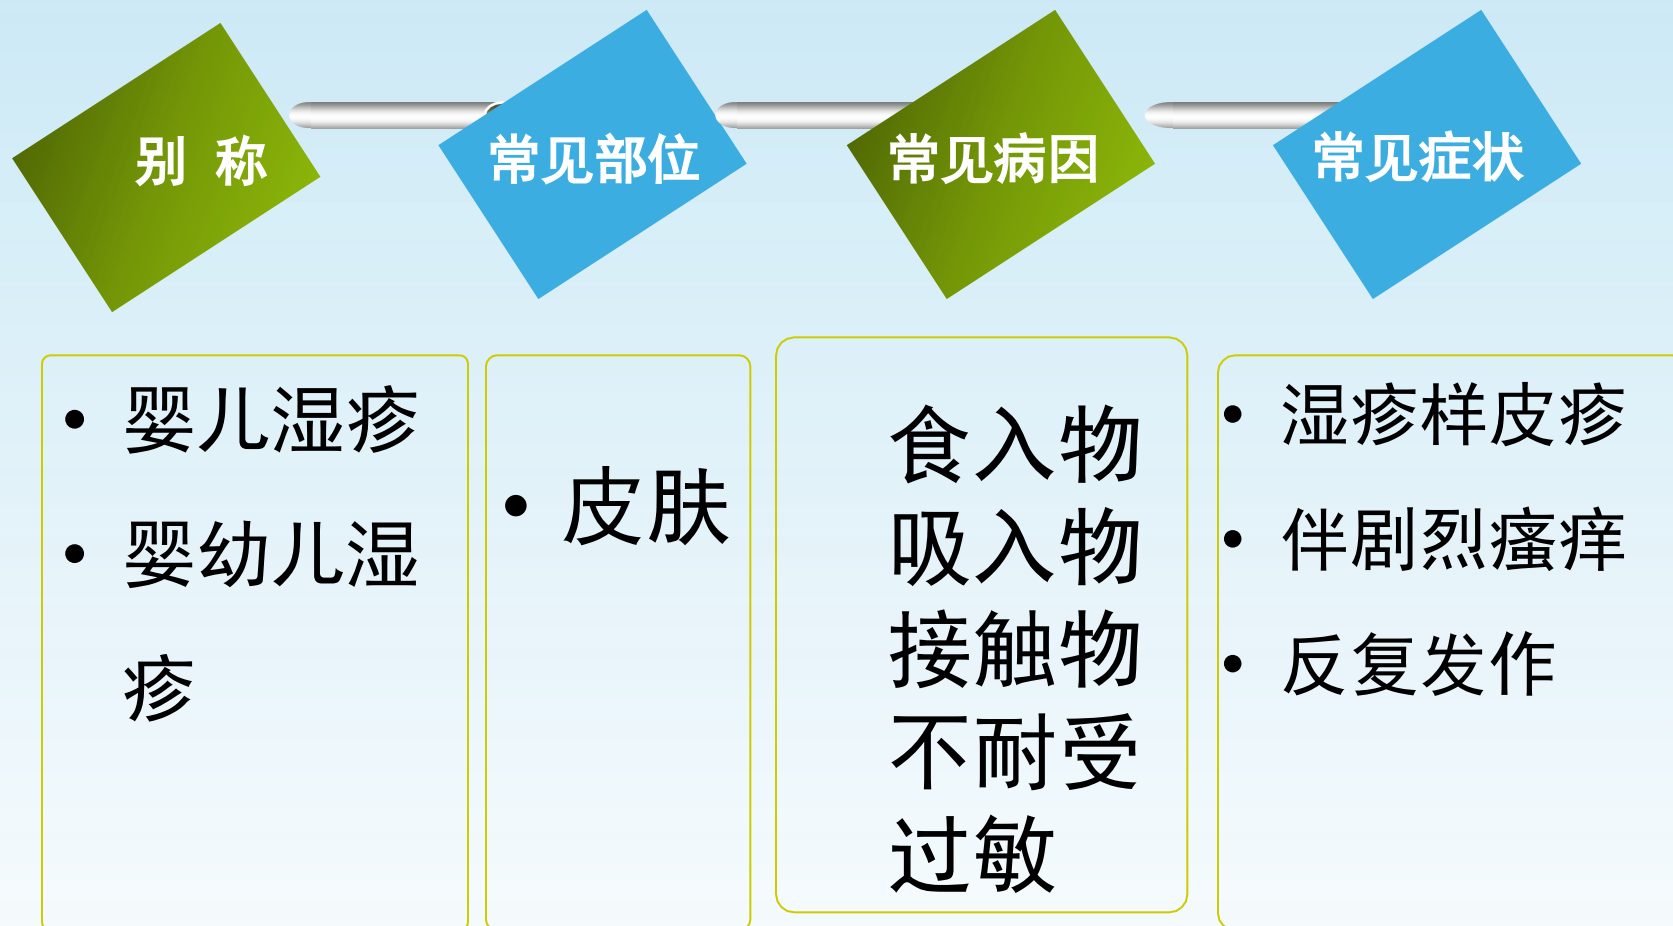 别 称
常见部位
常见病因
常见症状
• 婴儿湿疹
• 婴幼儿湿
疹
• 皮肤
食入物
吸入物
接触物
不耐受
过敏
• 湿疹样皮疹
• 伴剧烈瘙痒
• 反复发作